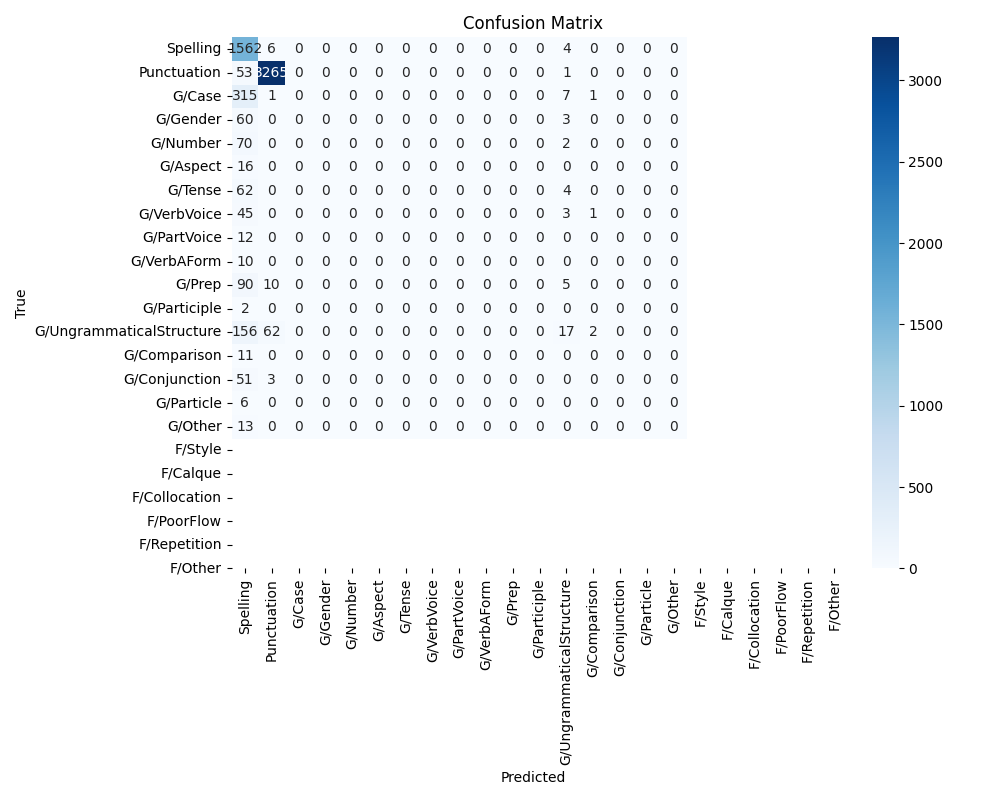 Confusion Matrix
True
Spelling 1562 6 0 0 0 0 0 0 0 0 0 0 4 0 0 0 0
Punctuation 53 3265 0 0 0 0 0 0 0 0 0 0 1 0 0 0 0
G/Case 315 1 0 0 0 0 0 0 0 0 0 0 7 1 0 0 0
G/Gender 60 0 0 0 0 0 0 0 0 0 0 0 3 0 0 0 0
G/Number 70 0 0 0 0 0 0 0 0 0 0 0 2 0 0 0 0
G/Aspect 16 0 0 0 0 0 0 0 0 0 0 0 0 0 0 0 0
G/Tense 62 0 0 0 0 0 0 0 0 0 0 0 4 0 0 0 0
G/VerbVoice 45 0 0 0 0 0 0 0 0 0 0 0 3 1 0 0 0
G/PartVoice 12 0 0 0 0 0 0 0 0 0 0 0 0 0 0 0 0
G/VerbAForm 10 0 0 0 0 0 0 0 0 0 0 0 0 0 0 0 0
G/Prep 90 10 0 0 0 0 0 0 0 0 0 0 5 0 0 0 0
G/Participle 2 0 0 0 0 0 0 0 0 0 0 0 0 0 0 0 0
G/UngrammaticalStructure 156 62 0 0 0 0 0 0 0 0 0 0 17 2 0 0 0
G/Comparison 11 0 0 0 0 0 0 0 0 0 0 0 0 0 0 0 0
G/Conjunction 51 3 0 0 0 0 0 0 0 0 0 0 0 0 0 0 0
G/Particle 6 0 0 0 0 0 0 0 0 0 0 0 0 0 0 0 0
G/Other 13 0 0 0 0 0 0 0 0 0 0 0 0 0 0 0 0
F/Style
F/Calque
F/Collocation
F/PoorFlow
F/Repetition
F/Other
Spelling
Punctuation
G/Case
G/Gender
G/Number
G/Aspect
G/Tense
G/VerbVoice
G/PartVoice
G/VerbAForm
G/Prep
G/Participle
G/UngrammaticalStructure
G/Comparison
G/Conjunction
G/Particle
G/Other
F/Style
F/Calque
F/Collocation
F/PoorFlow
F/Repetition
F/Other
Predicted
3000
2500
2000
1500
1000
500
0